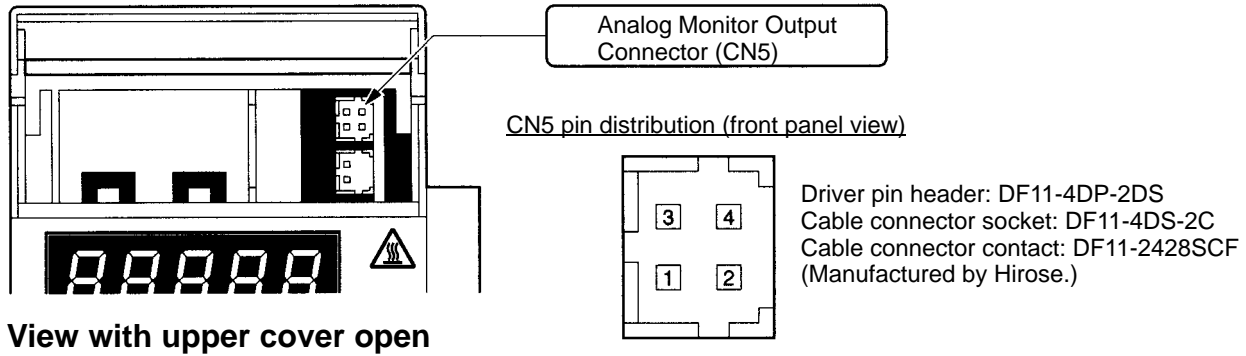 Analog Monitor Output
Connector (CN5)
CN5 pin distribution (front panel view)
3 4
1 2
Driver pin header: DF11-4DP-2DS
Cable connector socket: DF11-4DS-2C
Cable connector contact: DF11-2428SCF
(Manufactured by Hirose.)
View with upper cover open